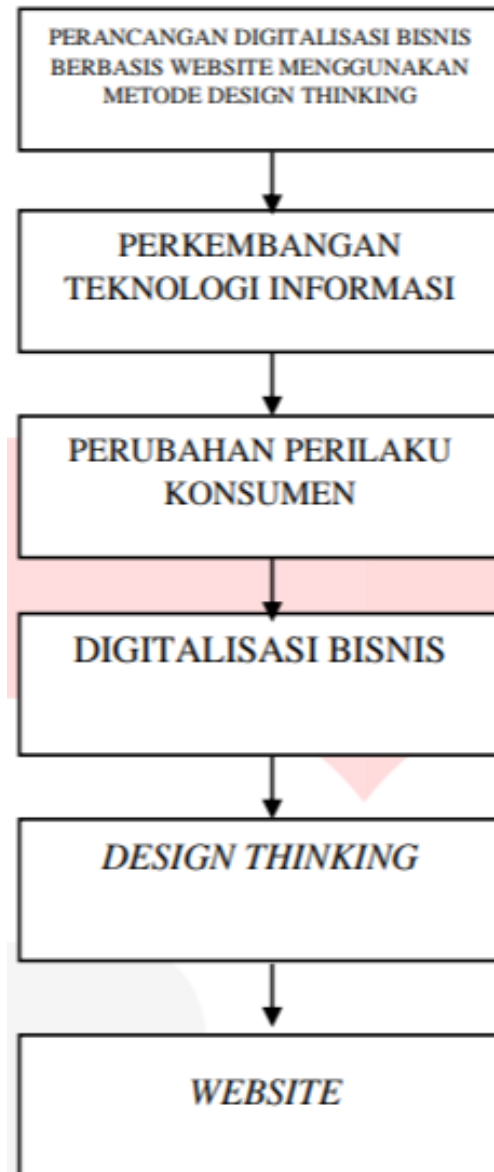 PERANCANGAN DIGITALISASI BISNIS
BERBASIS WEBSITE MENGGUNAKAN
METODE DESIGN THINKING
PERKEMBANGAN
TEKNOLOGI INFORMASI
PERUBAHAN PERILAKU
KONSUMEN
DIGITALISASI BISNIS
DESIGN THINKING
WEBSITE